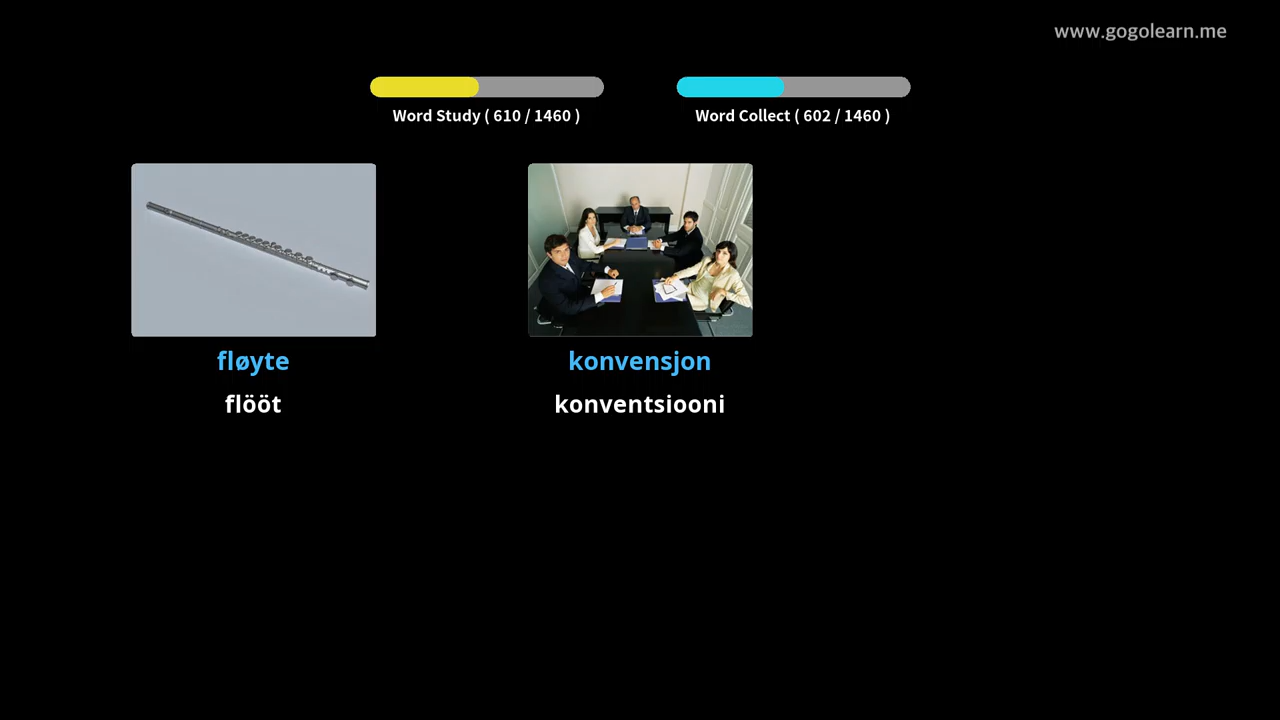 www.gogolearn.me
Word Study ( 610 / 1460 )
Word Collect ( 602 / 1460 )
fløyte
flööt
konvensjon
konventsiooni